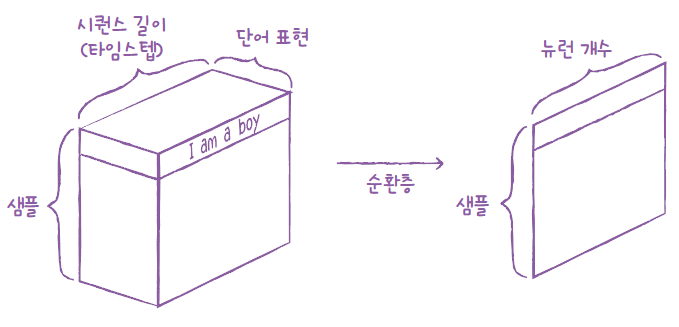 시퀀스 길이
(타임스텝)
단어 표현
샘플
I am a boy
순환층
뉴런 개수
샘플